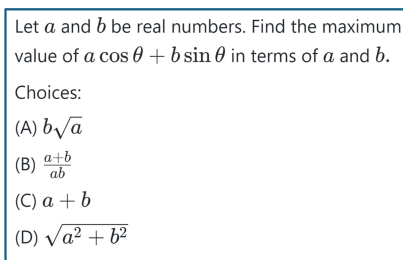 Let a and b be real numbers. Find the maximum
value of a cos θ + b sin θ in terms of a and b.
Choices:
(A) b√a
(B) \frac{a+b}{ab}
(C) a + b
(D) √(a² + b²)